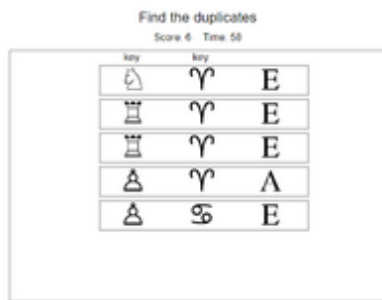 Find the duplicates
Score: 6 Time: 58
key key
♘ ♈ E
♖ ♈ E
♖ ♈ E
♙ ♈ Λ
♙ ♋ E